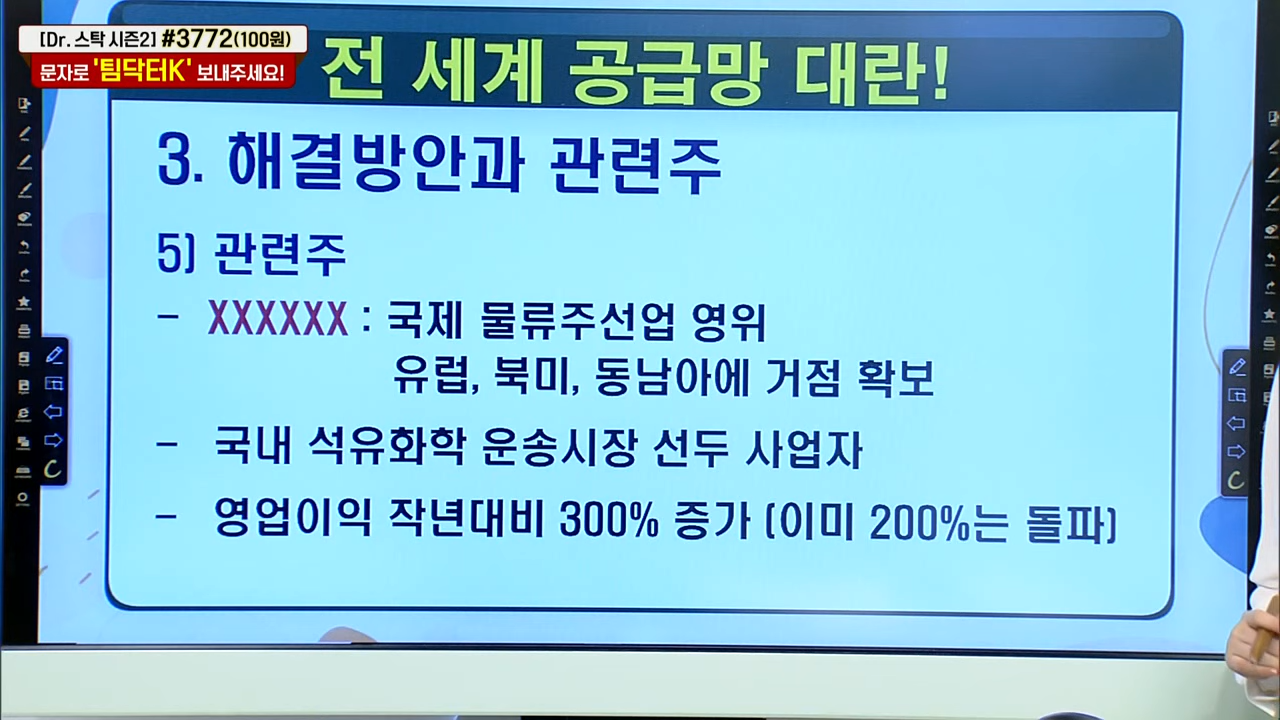 [Dr. 스탁 시즌2] #3772(100원)
문자로 '팀닥터K' 보내주세요!
전 세계 공급망 대란!
3. 해결방안과 관련주
5) 관련주
- XXXXXX : 국제 물류주선업 영위
유럽, 북미, 동남아에 거점 확보
- 국내 석유화학 운송시장 선두 사업자
- 영업이익 작년대비 300% 증가 (이미 200%는 돌파)